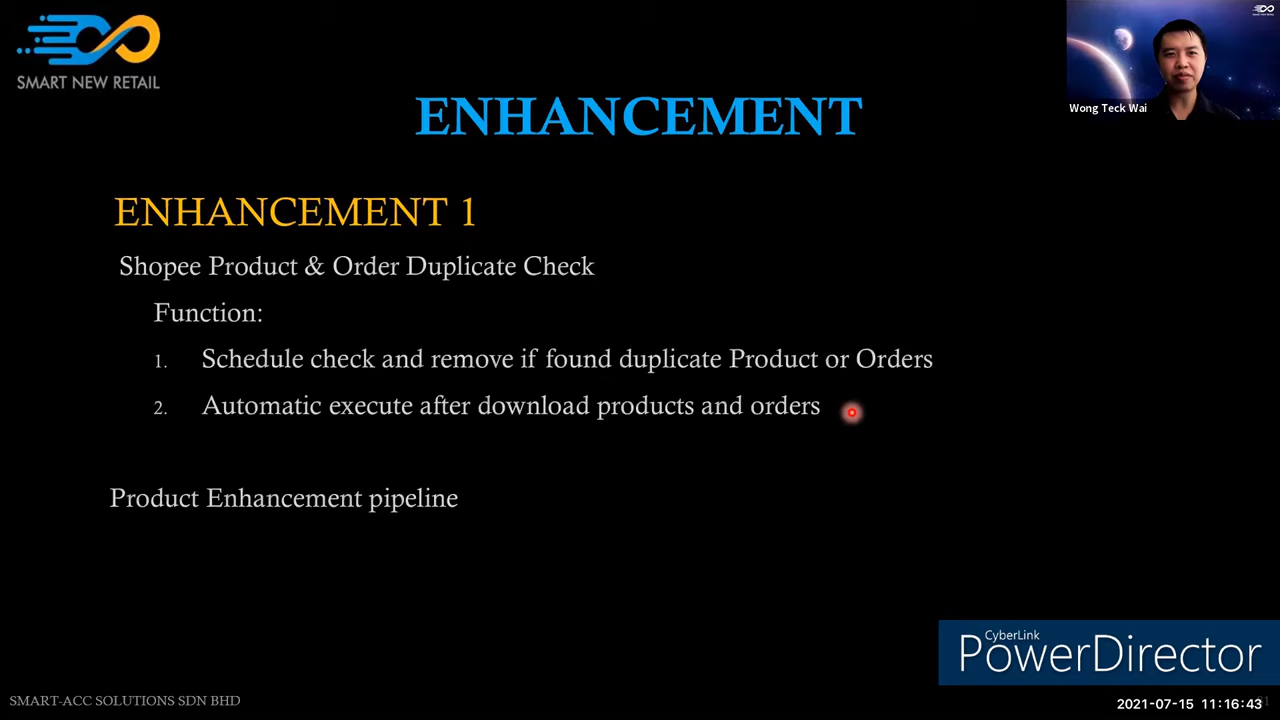 SMART NEW RETAIL
Wong Teck Wai
ENHANCEMENT
ENHANCEMENT 1
Shopee Product & Order Duplicate Check
Function:
1. Schedule check and remove if found duplicate Product or Orders
2. Automatic execute after download products and orders
Product Enhancement pipeline
CyberLink
PowerDirector
SMART-ACC SOLUTIONS SDN BHD
2021-07-15 11:16:43